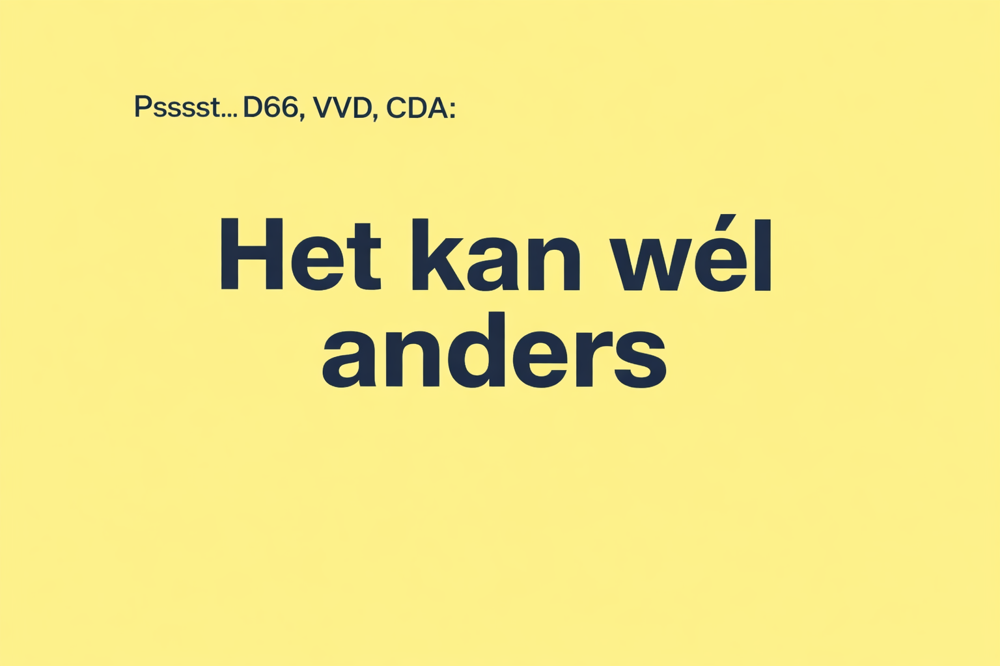 Psssst... D66, VVD, CDA:
Het kan wél
anders